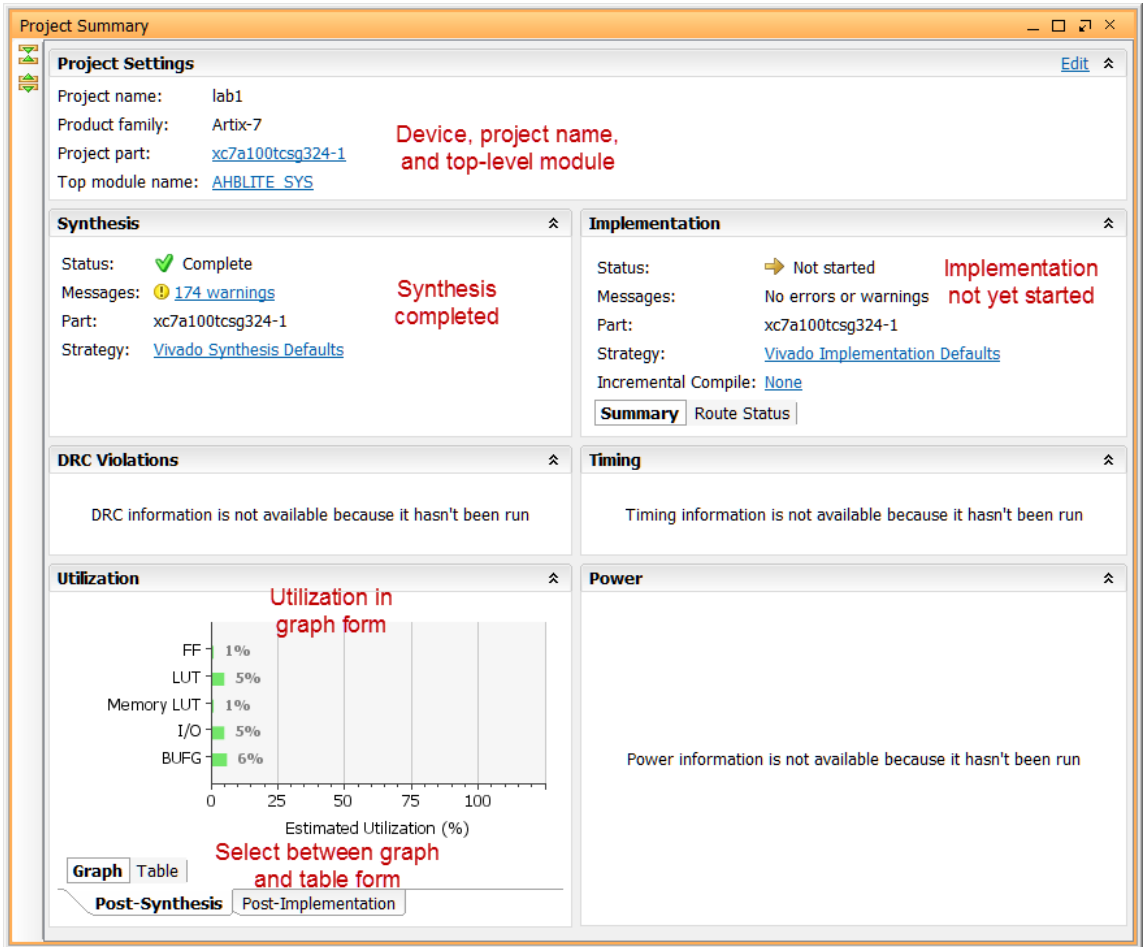 Project Summary
Project Settings
Edit
Project name: lab1
Product family: Artix-7
Project part: xc7a100tcsg324-1
Top module name: AHBLITE_SYS
Device, project name,
and top-level module
Synthesis
Status: Complete
Messages: 174 warnings
Part: xc7a100tcsg324-1
Strategy: Vivado Synthesis Defaults
Synthesis
completed
Implementation
Status: Not started
Messages: No errors or warnings
Part: xc7a100tcsg324-1
Strategy: Vivado Implementation Defaults
Incremental Compile: None
Summary Route Status
Implementation
not yet started
DRC Violations
DRC information is not available because it hasn't been run
Timing
Timing information is not available because it hasn't been run
Utilization
Utilization in
graph form
FF 1%
LUT 5%
Memory LUT 1%
I/O 5%
BUFG 6%
0 25 50 75 100
Estimated Utilization (%)
Select between graph
and table form
Graph Table
Post-Synthesis Post-Implementation
Power
Power information is not available because it hasn't been run